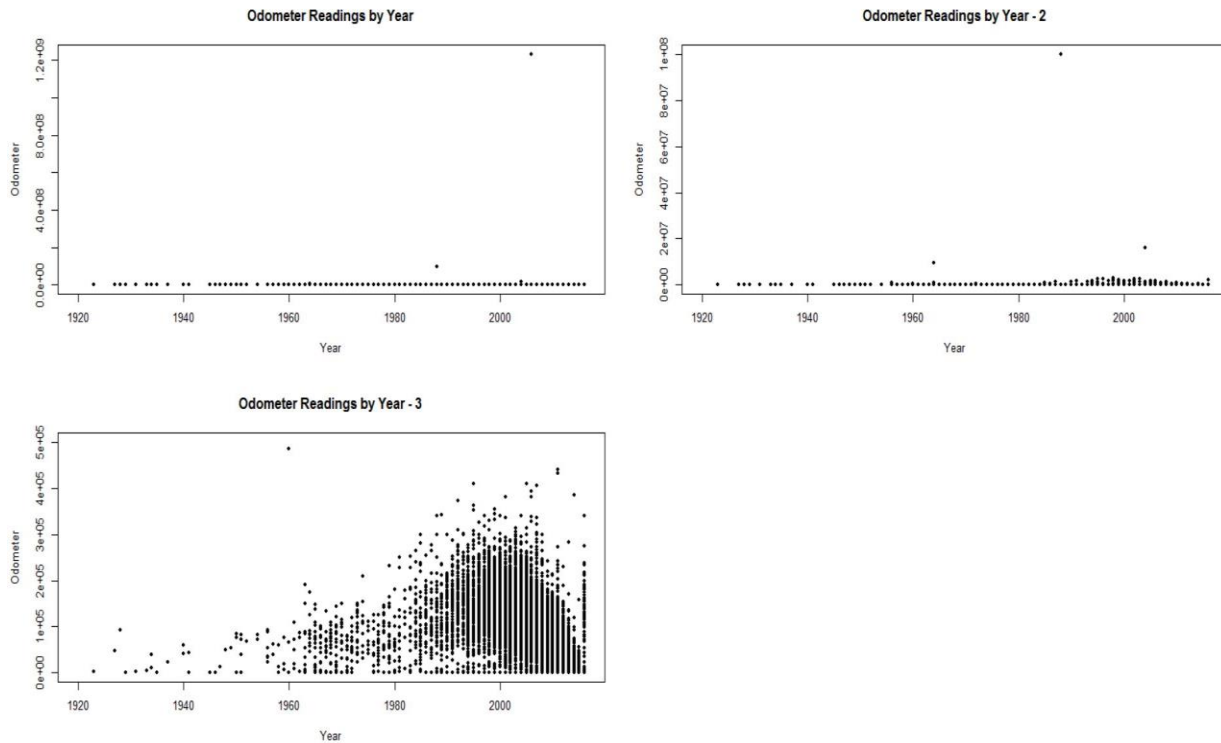 Odometer Readings by Year
Odometer
0.0e+00
4.0e+08
8.0e+08
1.2e+09
1920
1940
1960
1980
2000
Year
Odometer Readings by Year - 2
Odometer
0e+00
2e+07
4e+07
6e+07
8e+07
1e+08
1920
1940
1960
1980
2000
Year
Odometer Readings by Year - 3
Odometer
0e+00
1e+05
2e+05
3e+05
4e+05
5e+05
1920
1940
1960
1980
2000
Year